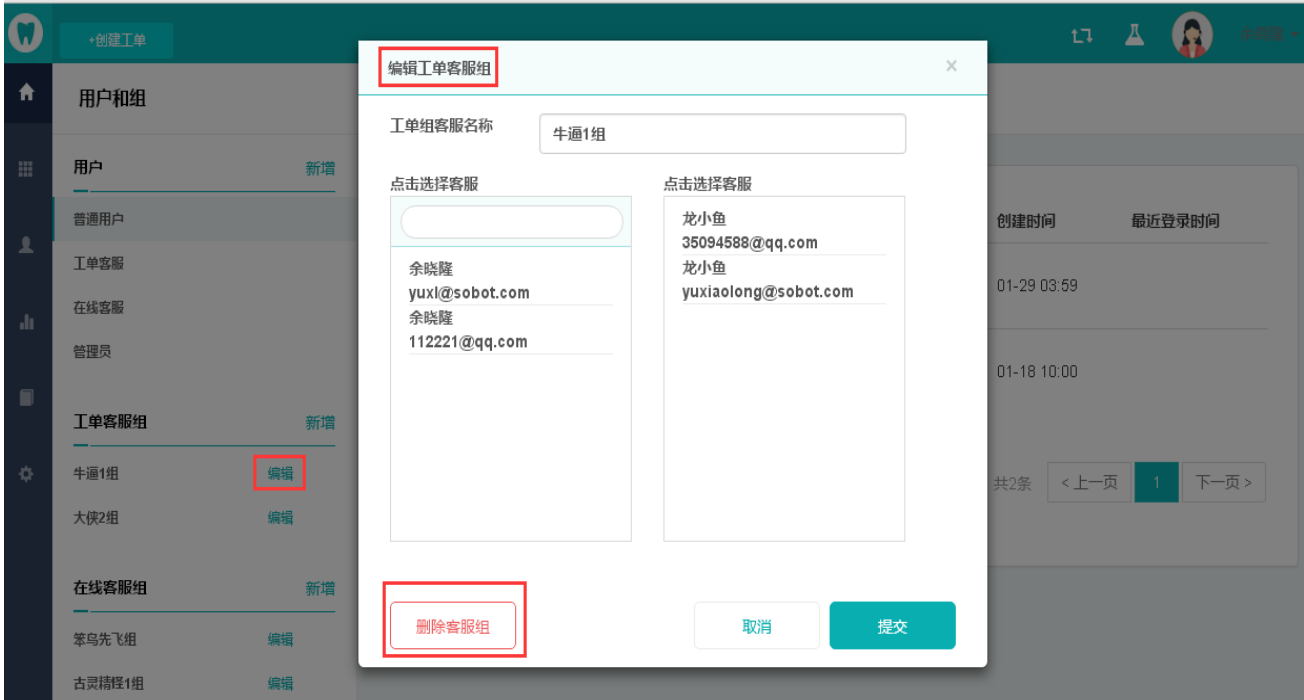 +创建工单
用户和组
用户 新增
普通用户
工单客服
在线客服
管理员
工单客服组 新增
牛逼1组 编辑
大侠2组 编辑
在线客服组 新增
笨鸟先飞组 编辑
古灵精怪1组 编辑
编辑工单客服组 ×
工单组客服名称 牛逼1组
点击选择客服
余晓隆
yuxl@sobot.com
余晓隆
112221@qq.com
点击选择客服
龙小鱼
35094588@qq.com
龙小鱼
yuxiaolong@sobot.com
删除客服组 取消 提交
创建时间 最近登录时间
01-29 03:59
01-18 10:00
共2条 <上一页 1 下一页>